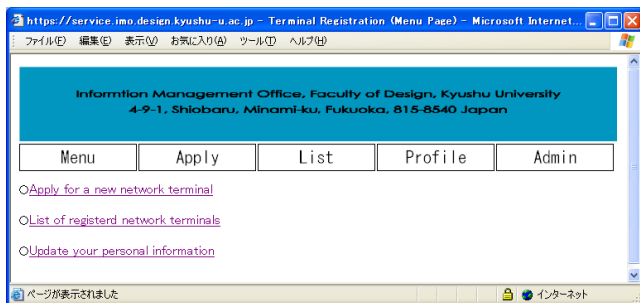 https://service.imo.design.kyushu-u.ac.jp - Terminal Registration (Menu Page) - Microsoft Internet...
ファイル(F) 編集(E) 表示(V) お気に入り(A) ツール(T) ヘルプ(H)
Informtion Management Office, Faculty of Design, Kyushu University
4-9-1, Shiobaru, Minami-ku, Fukuoka, 815-8540 Japan
Menu Apply List Profile Admin
○Apply for a new network terminal
○List of registerd network terminals
○Update your personal information
ページが表示されました インターネット